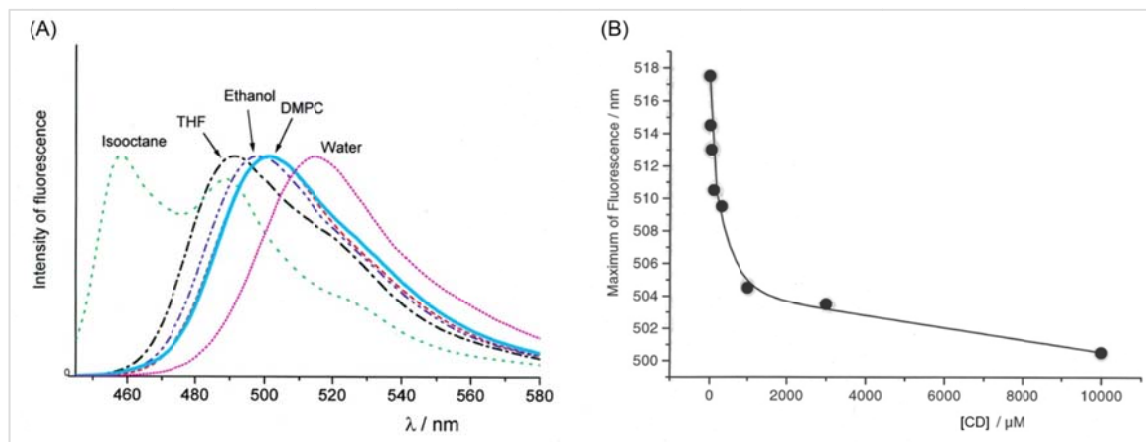 (A)
Intensity of fluorescence
Isooctane
THF
Ethanol
DMPC
Water
0
460 480 500 520 540 560 580
λ / nm
(B)
Maximum of Fluorescence / nm
518
516
514
512
510
508
506
504
502
500
0 2000 4000 6000 8000 10000
[CD] / μM